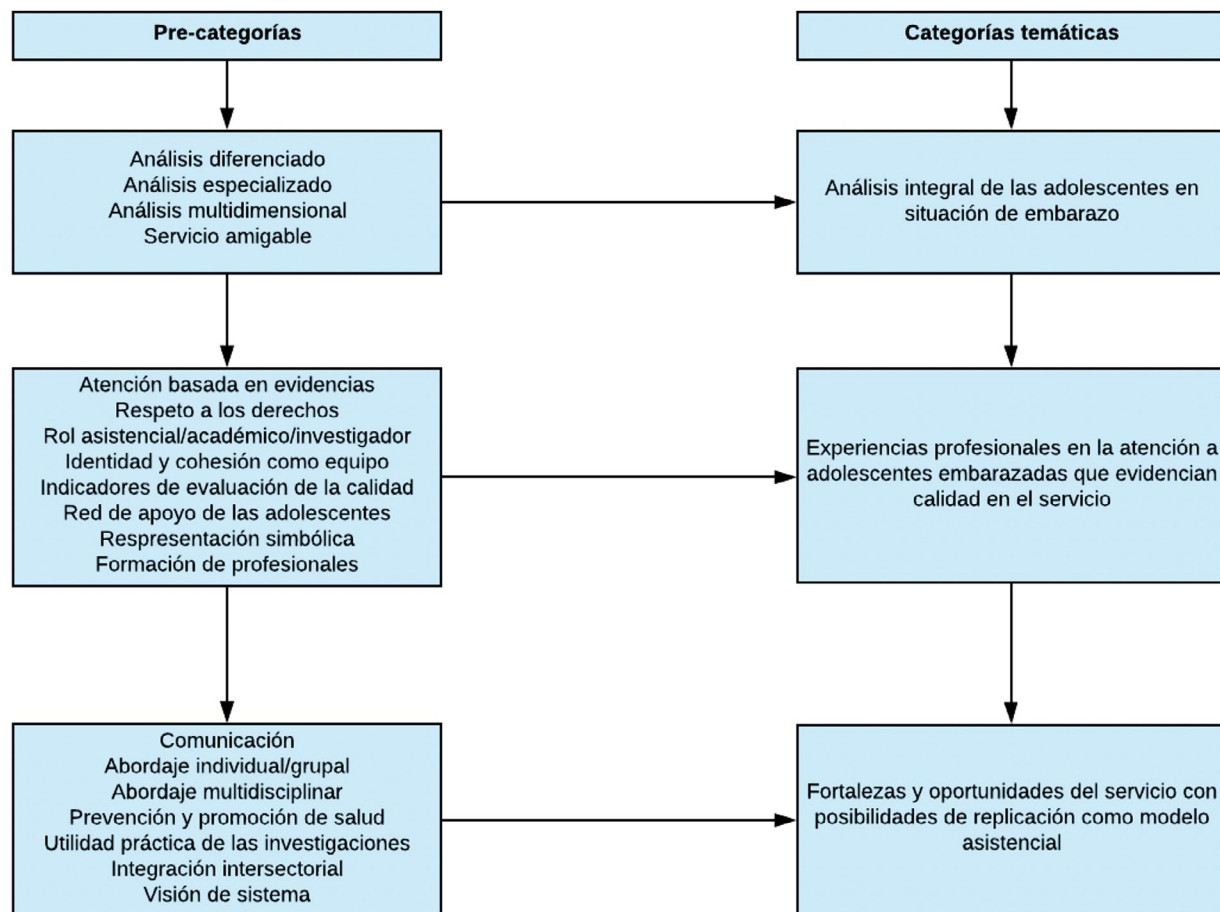 Pre-categorías
Categorías temáticas
Análisis diferenciado
Análisis especializado
Análisis multidimensional
Servicio amigable
Análisis integral de las adolescentes en
situación de embarazo
Atención basada en evidencias
Respeto a los derechos
Rol asistencial/académico/investigador
Identidad y cohesión como equipo
Indicadores de evaluación de la calidad
Red de apoyo de las adolescentes
Respresentación simbólica
Formación de profesionales
Experiencias profesionales en la atención a
adolescentes embarazadas que evidencian
calidad en el servicio
Comunicación
Abordaje individual/grupal
Abordaje multidisciplinar
Prevención y promoción de salud
Utilidad práctica de las investigaciones
Integración intersectorial
Visión de sistema
Fortalezas y oportunidades del servicio con
posibilidades de replicación como modelo
asistencial